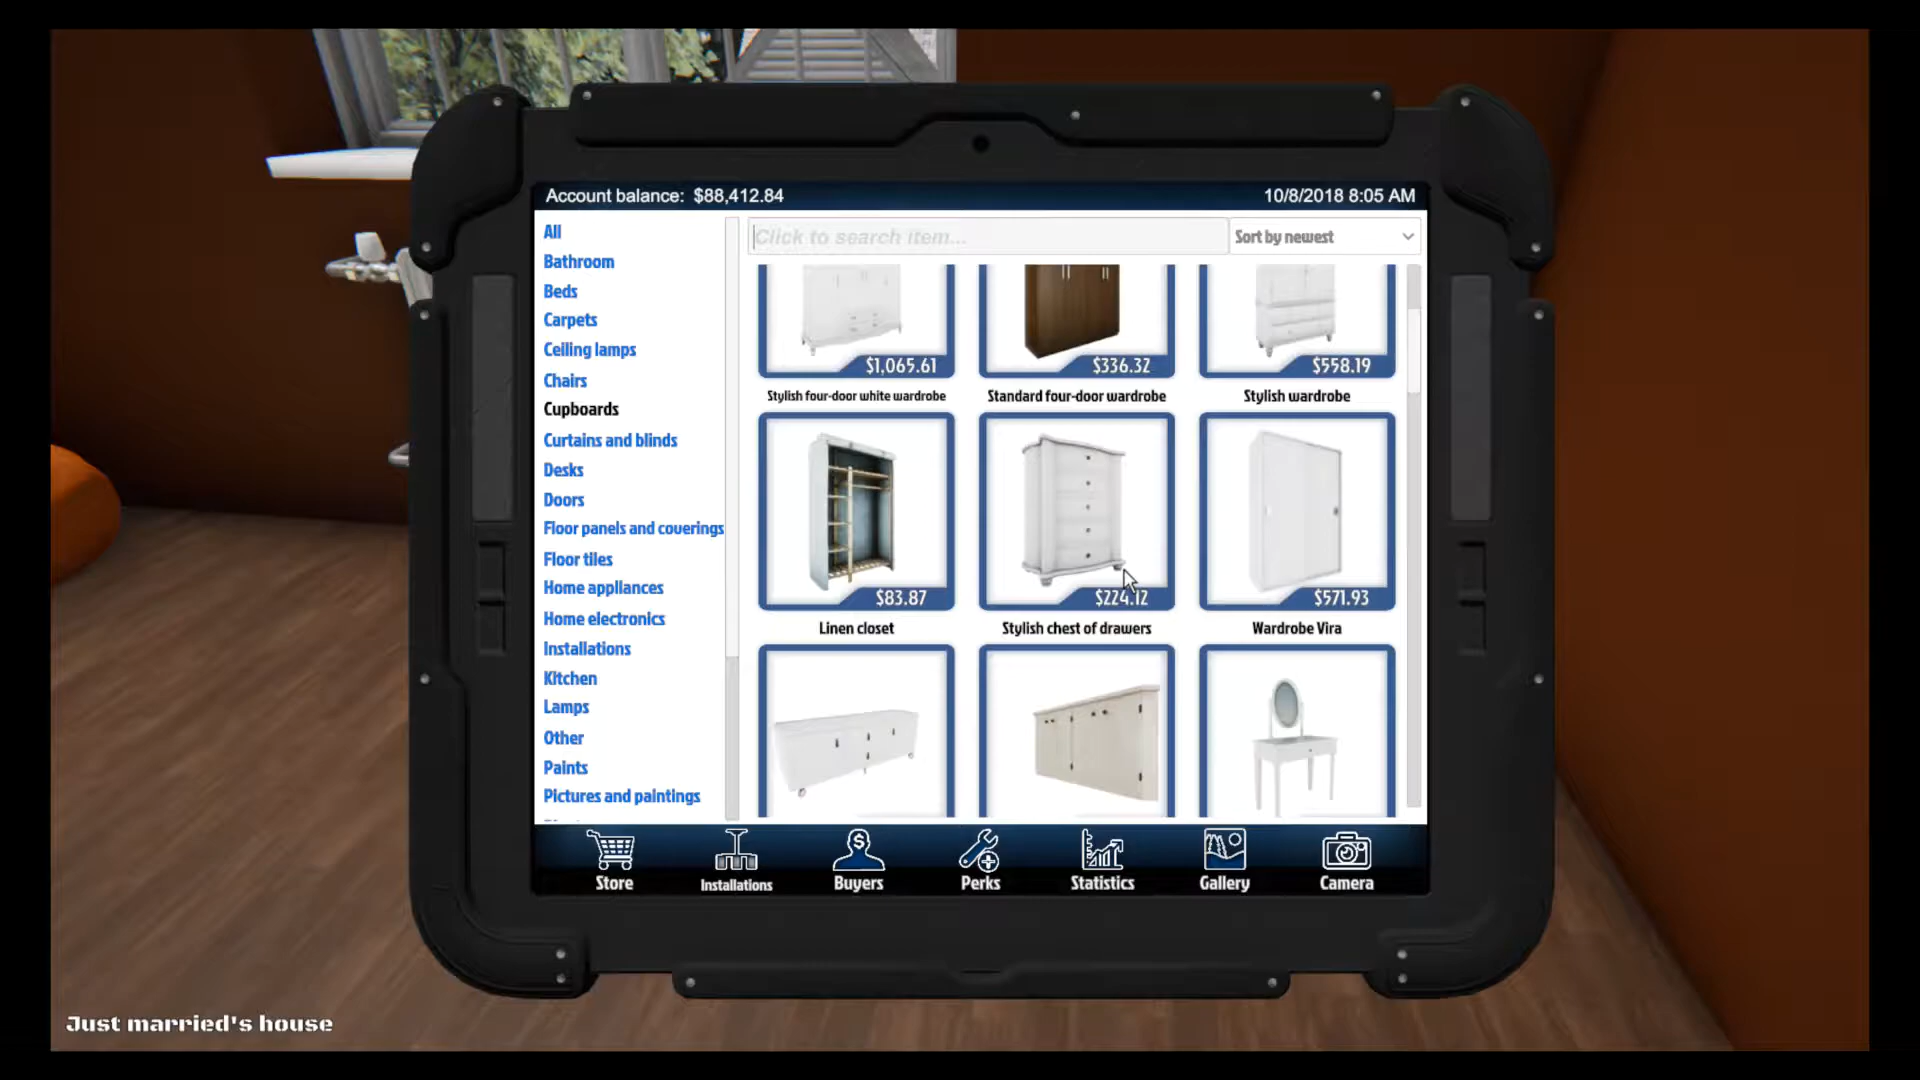 Account balance: $88,412.84
10/8/2018 8:05 AM
All
Bathroom
Beds
Carpets
Ceiling lamps
Chairs
Cupboards
Curtains and blinds
Desks
Doors
Floor panels and coverings
Floor tiles
Home appliances
Home electronics
Installations
Kitchen
Lamps
Other
Paints
Pictures and paintings
Click to search item...
Sort by newest
$1,065.61
$336.32
$558.19
Stylish four-door white wardrobe
Standard four-door wardrobe
Stylish wardrobe
$83.87
$224.12
$571.93
Linen closet
Stylish chest of drawers
Wardrobe Vira
Store
Installations
Buyers
Perks
Statistics
Gallery
Camera
Just married's house